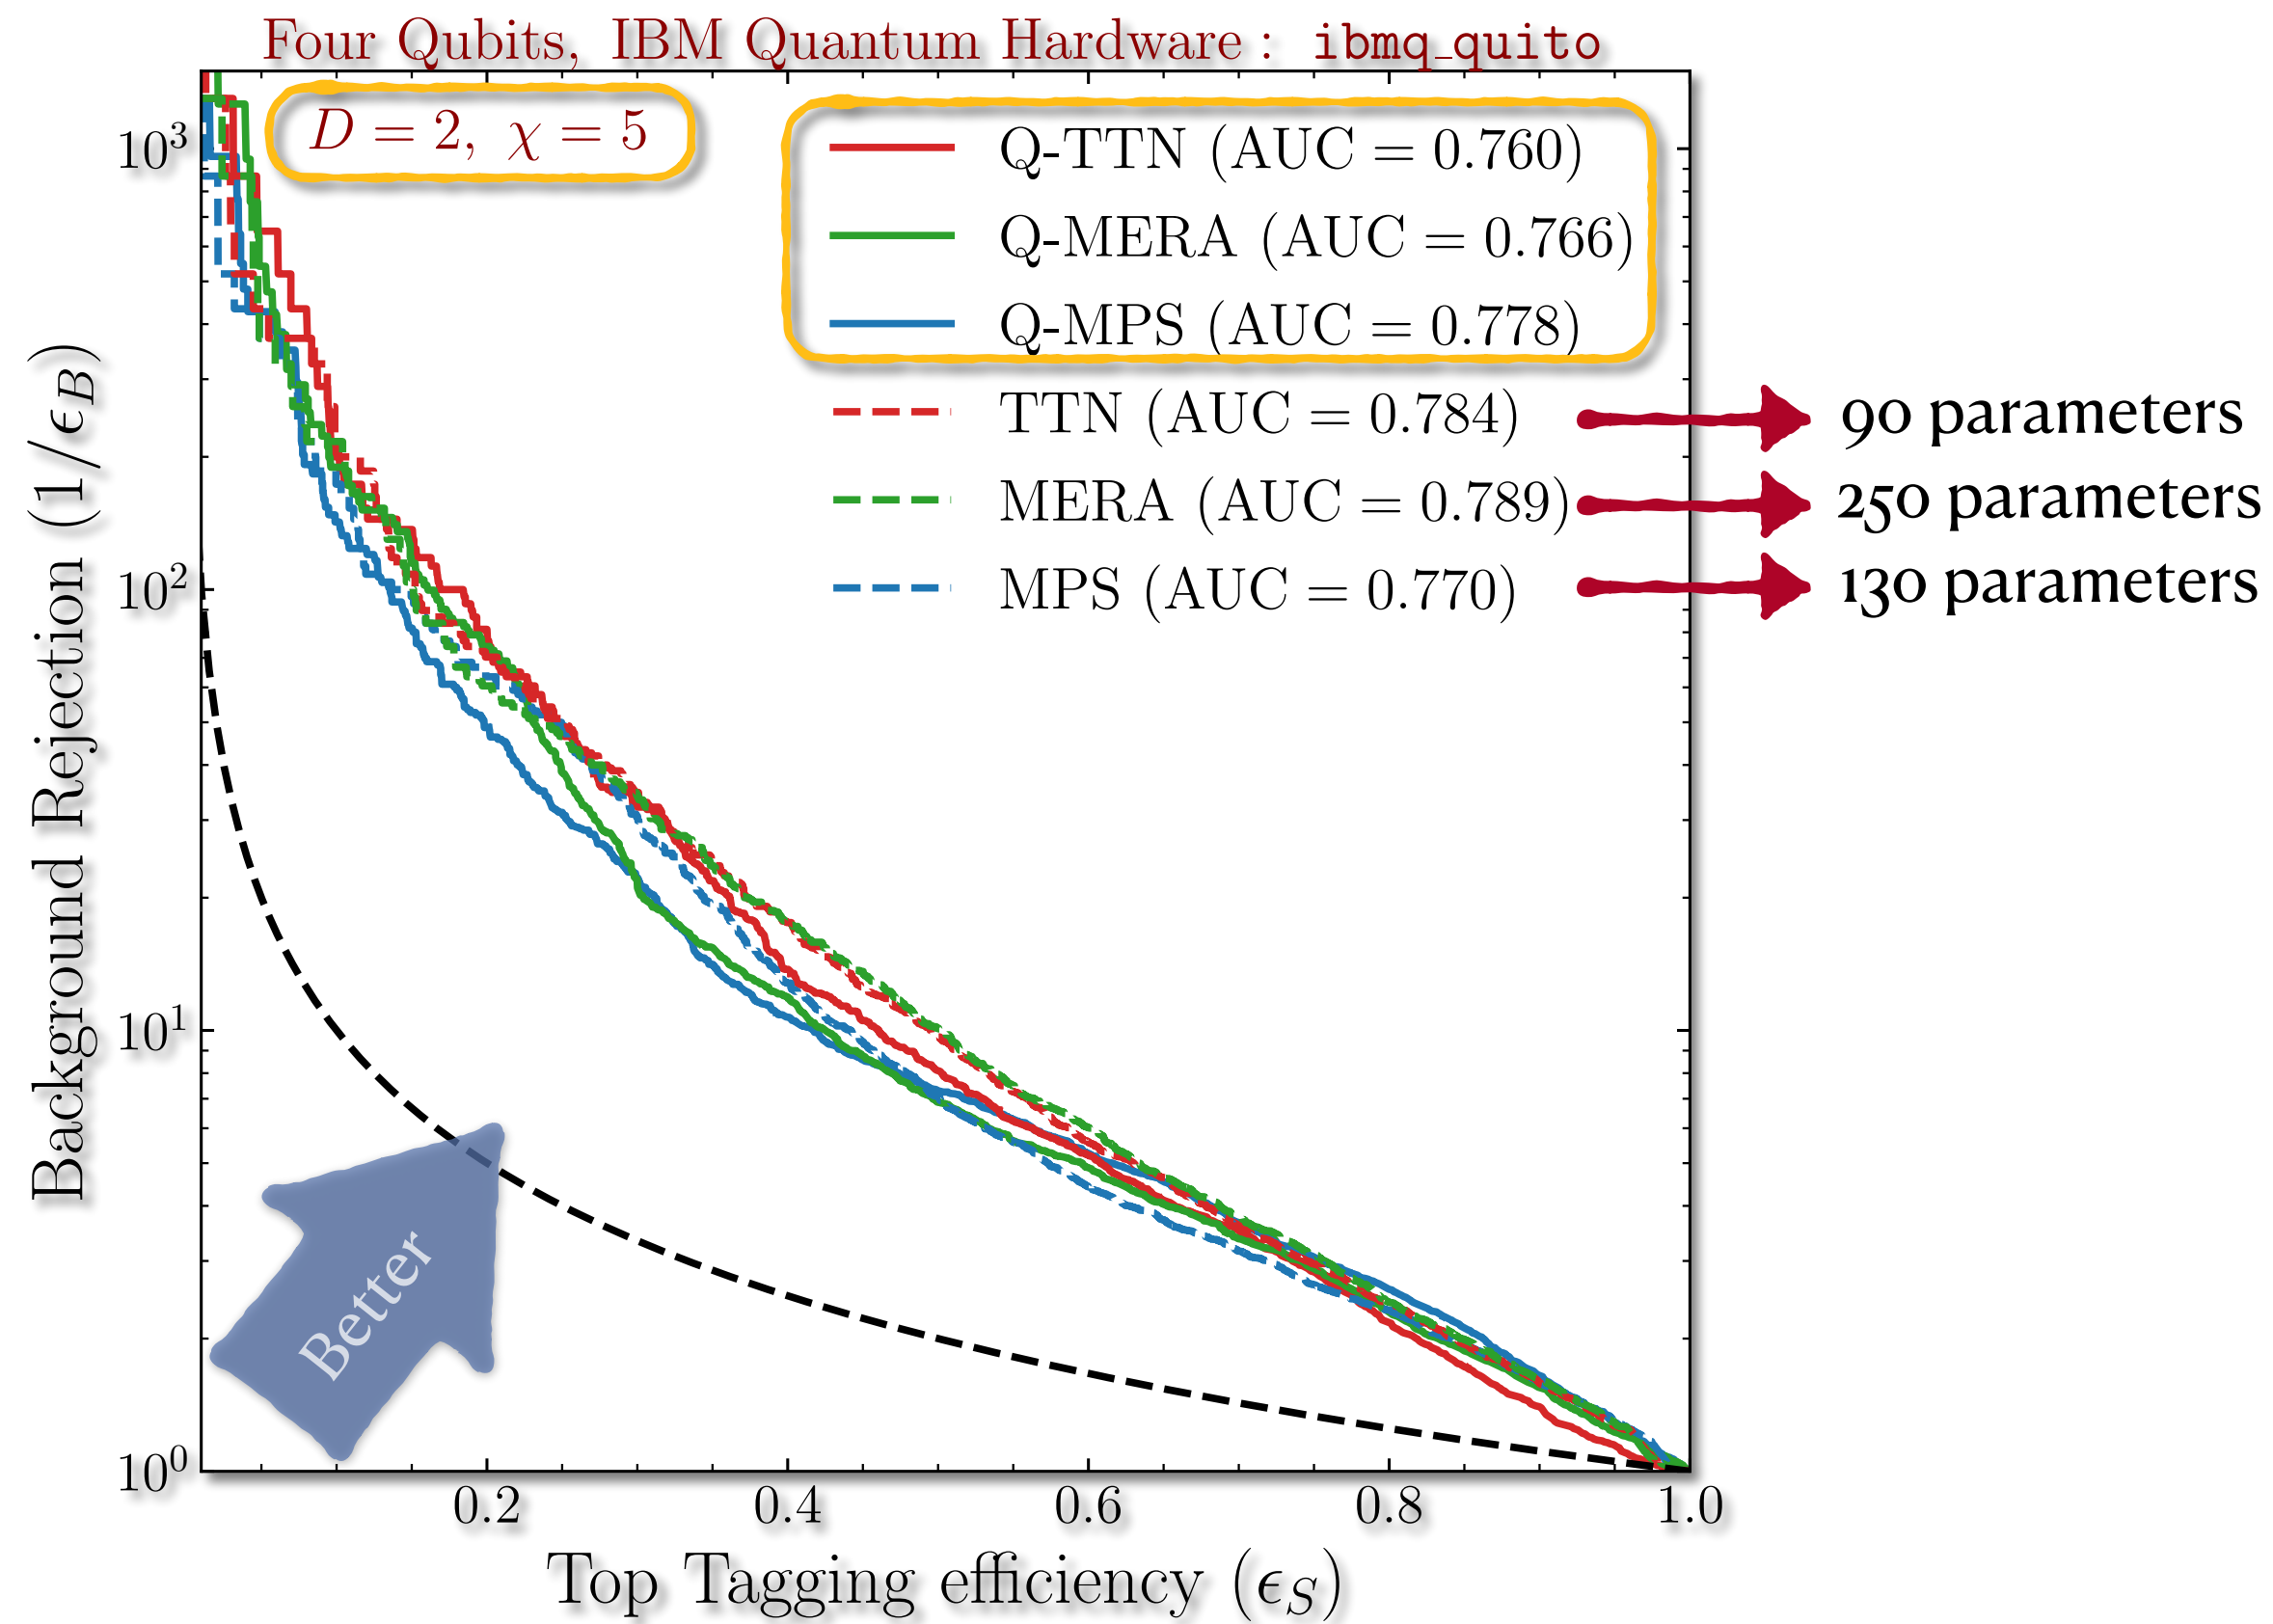 Four Qubits, IBM Quantum Hardware : ibmq_quito
D = 2, χ = 5
Q-TTN (AUC = 0.760)
Q-MERA (AUC = 0.766)
Q-MPS (AUC = 0.778)
TTN (AUC = 0.784) 90 parameters
MERA (AUC = 0.789) 250 parameters
MPS (AUC = 0.770) 130 parameters
Background Rejection (1/ϵ_B)
10³
10²
10¹
10⁰
Better
0.2 0.4 0.6 0.8 1.0
Top Tagging efficiency (ϵ_S)